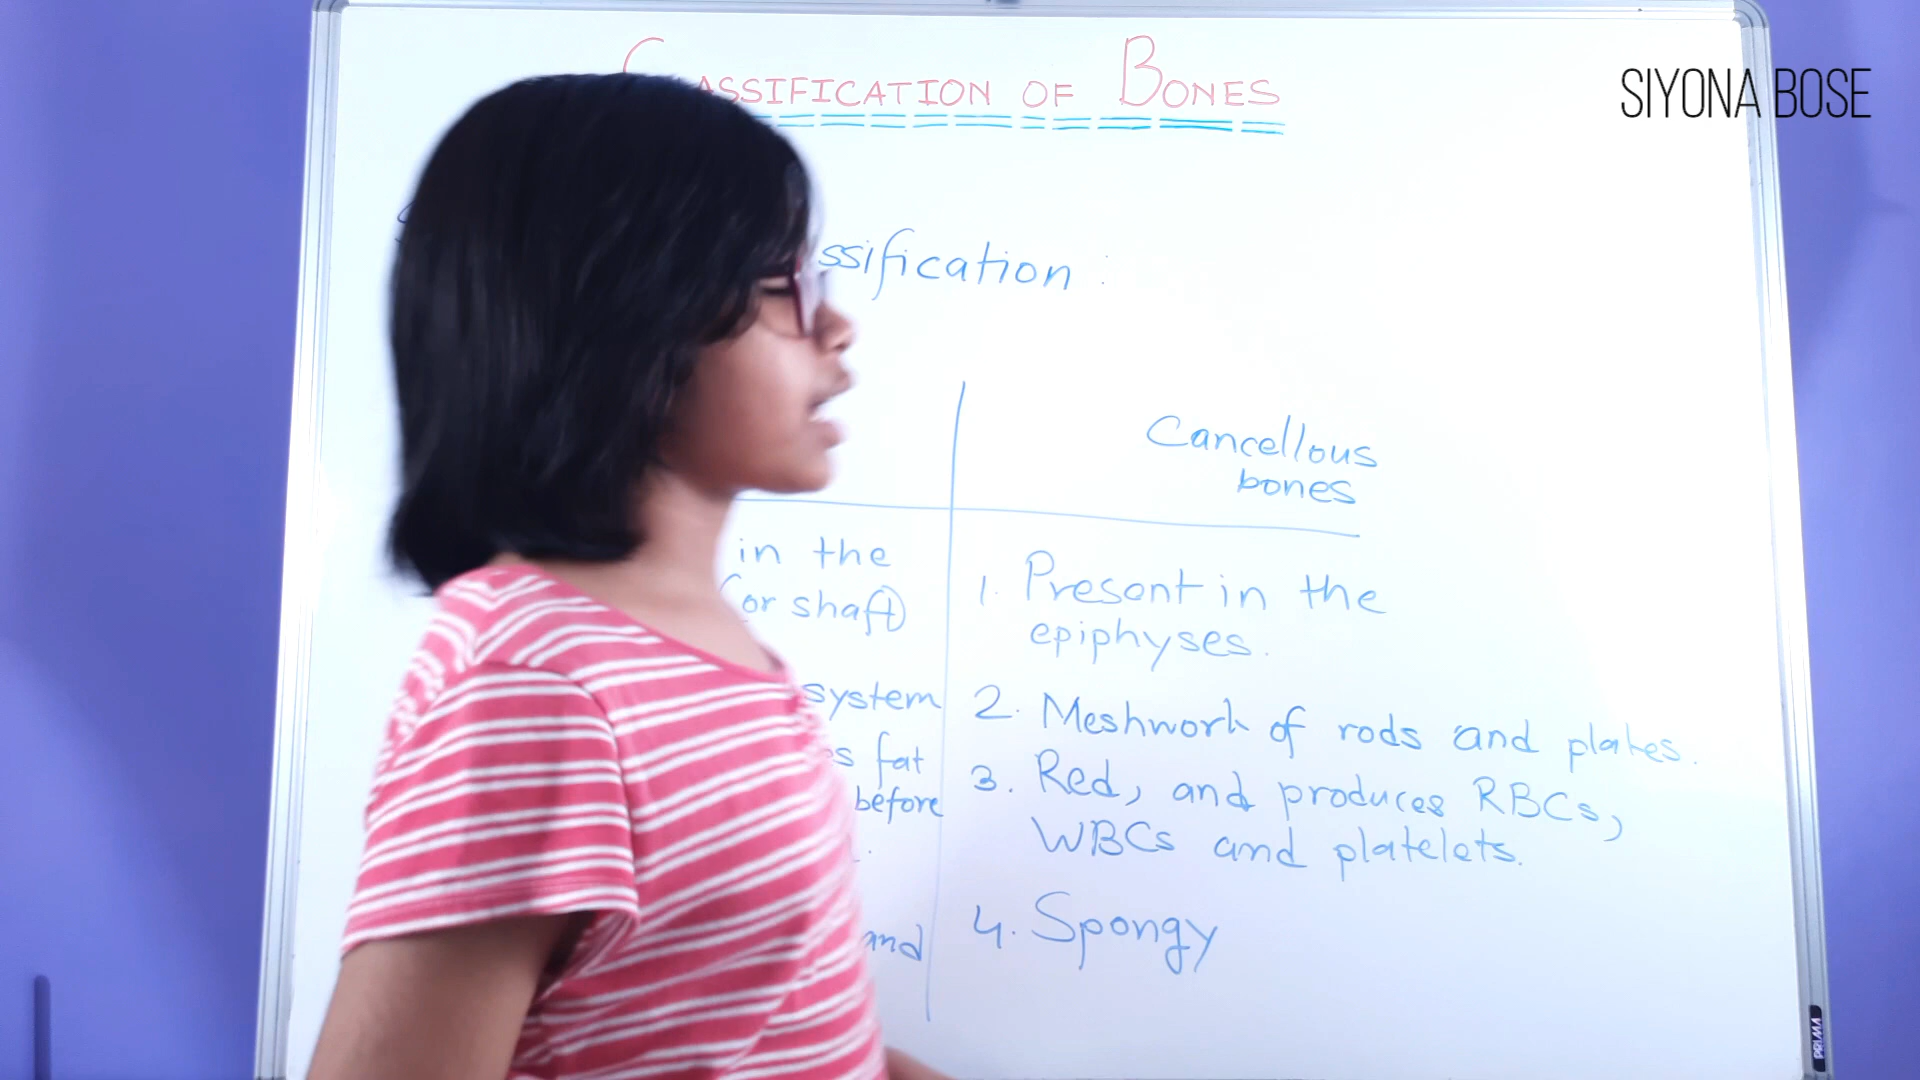 CLASSIFICATION OF BONES
SIYONA BOSE
ssification :
Cancellous
bones
in the
(or shaft)
system
s fat
before
and
1. Present in the
epiphyses.
2. Meshwork of rods and plates.
3. Red, and produces RBCs,
WBCs and platelets.
4. Spongy
PRIMA